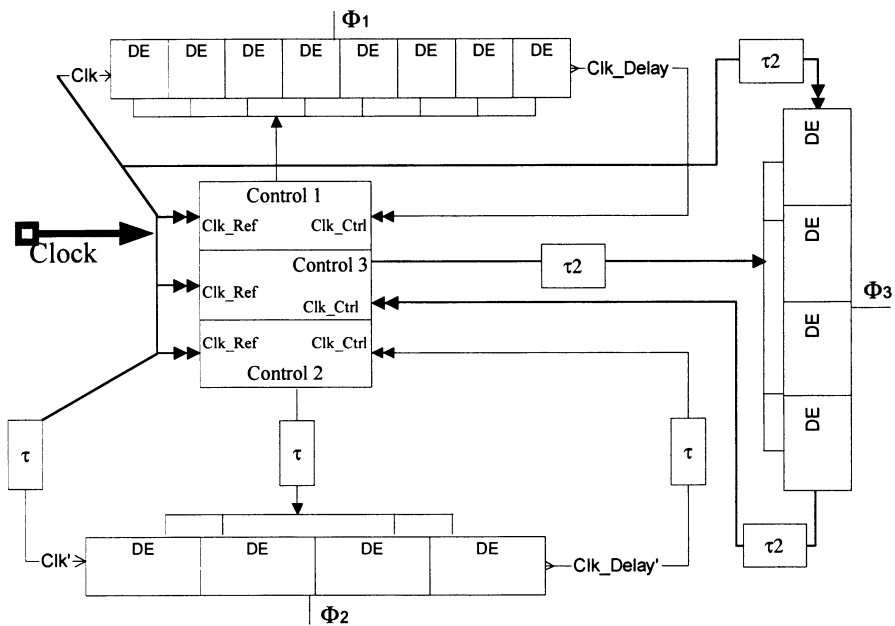 Φ1
DE DE DE DE DE DE DE DE
Clk
Clk_Delay
τ2
DE
Control 1
Clk_Ref
Clk_Ctrl
Clock
Control 3
Clk_Ref
Clk_Ctrl
τ2
DE
Φ3
DE
Clk_Ref
Clk_Ctrl
Control 2
DE
τ
τ
τ
τ2
Clk'
DE DE DE DE
Clk_Delay'
Φ2